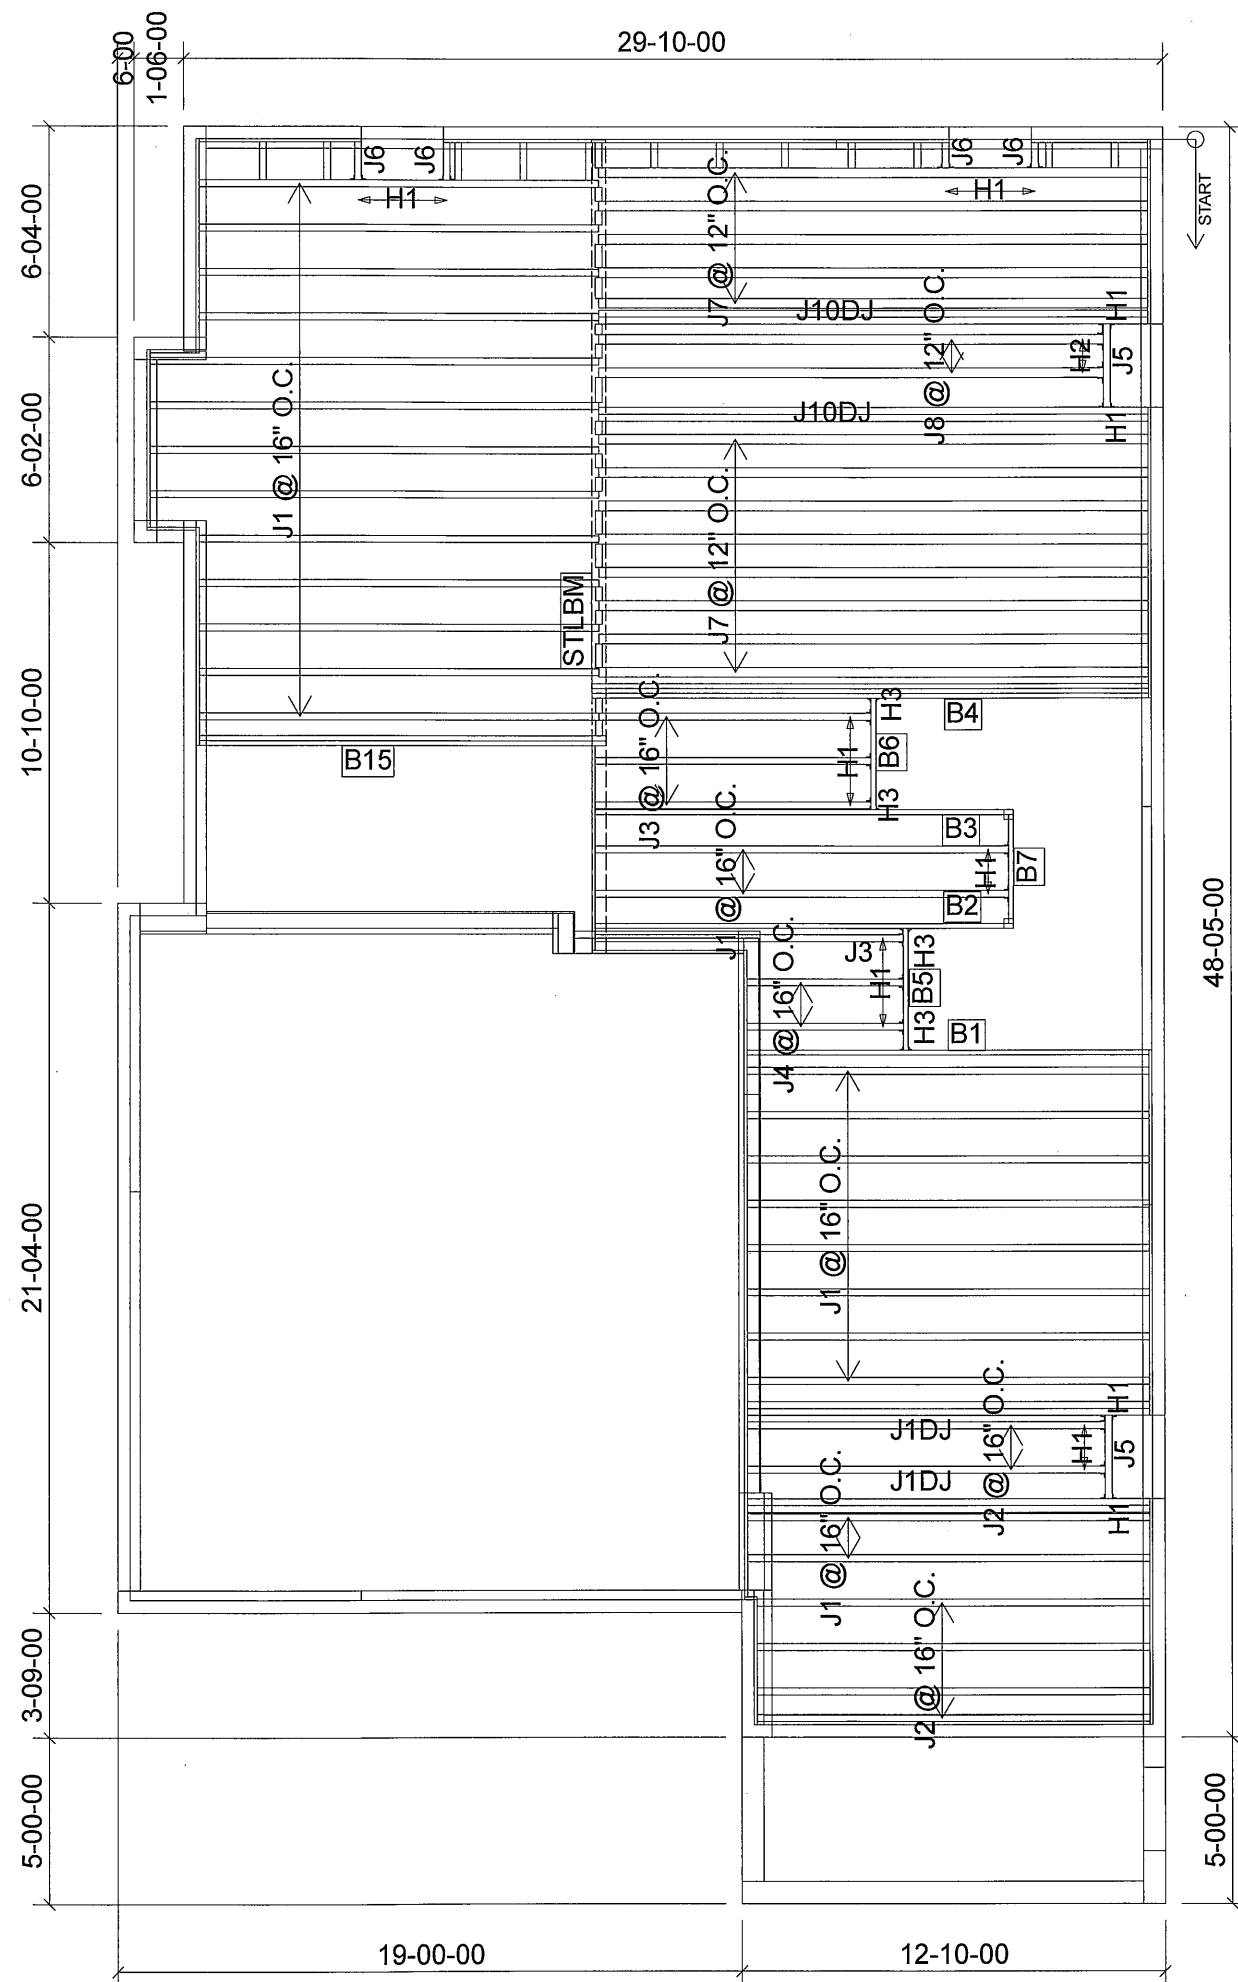 29-10-00
6-00
1-06-00
6-04-00
6-02-00
10-10-00
21-04-00
3-09-00
5-00-00
J6
J6
H1
J6
J6
H1
START
J1 @ 16" O.C.
J7 @ 12" O.C.
J10DJ
H1
J8 @ 12" O.C.
H2
J5
J10DJ
H1
J7 @ 12" O.C.
STLBM
B15
J3 @ 16" O.C.
H3
B4
H1
B6
H3
J1 @ 16" O.C.
B3
H1
B7
B2
J4 @ 16" O.C.
J3
H3
H1
B5
H3
B1
48-05-00
J1 @ 16" O.C.
J1DJ
H1
J2 @ 16" O.C.
H1
J5
J1DJ
H1
J1 @ 16" O.C.
J2 @ 16" O.C.
5-00-00
19-00-00
12-10-00